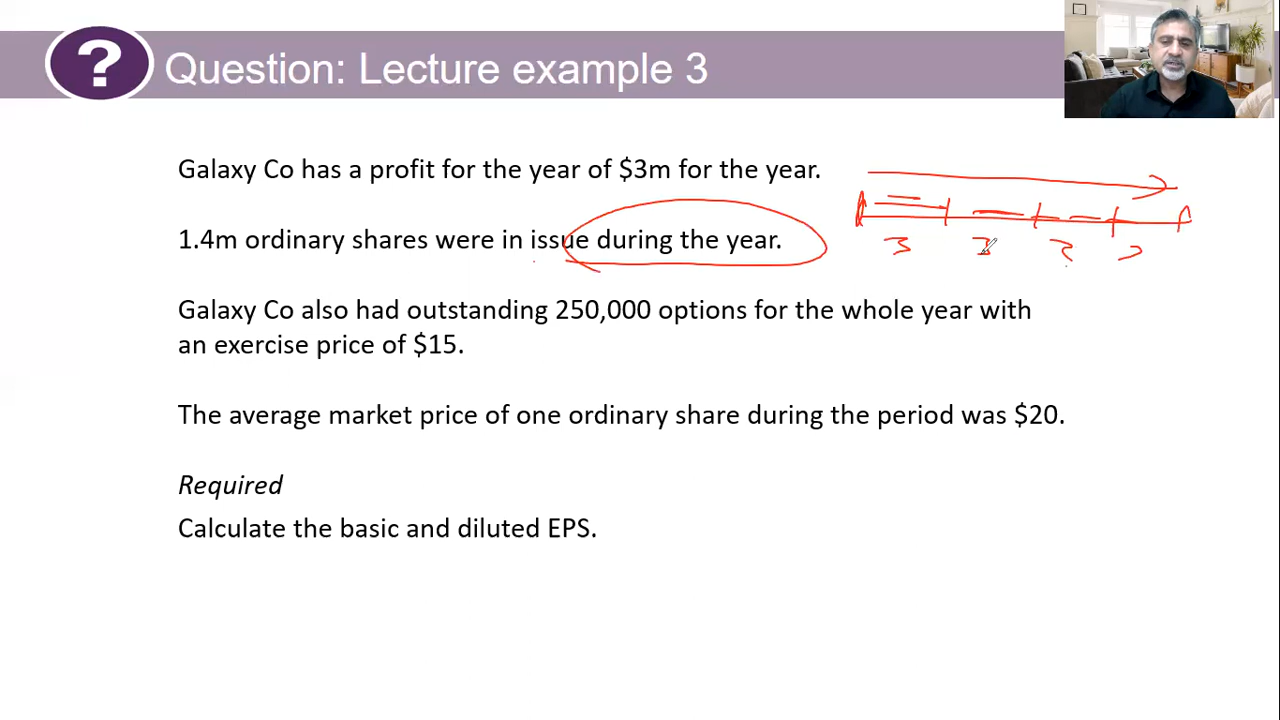 ?
Question: Lecture example 3
Galaxy Co has a profit for the year of $3m for the year.
1.4m ordinary shares were in issue during the year.
3
Galaxy Co also had outstanding 250,000 options for the whole year with
an exercise price of $15.
The average market price of one ordinary share during the period was $20.
Required
Calculate the basic and diluted EPS.